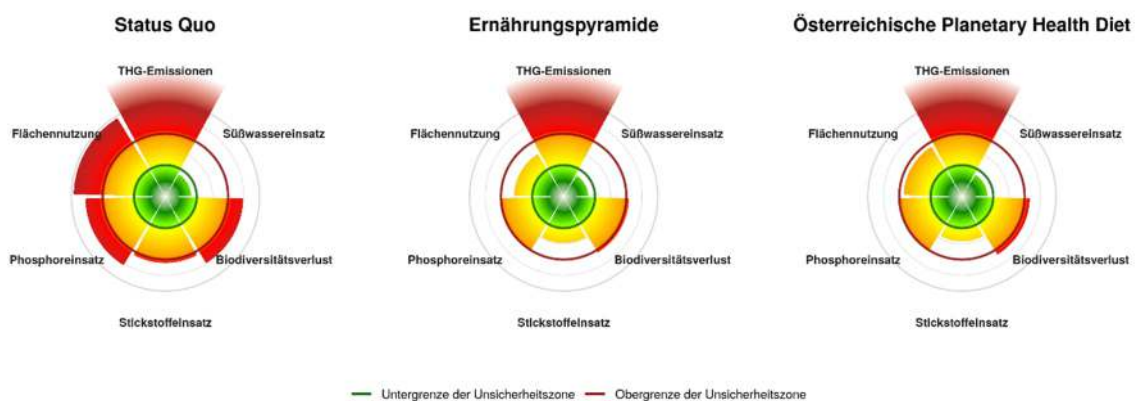 Status Quo
THG-Emissionen
Flächennutzung
Süßwassereinsatz
Phosphoreinsatz
Biodiversitätsverlust
Stickstoffeinsatz
Ernährungspyramide
THG-Emissionen
Flächennutzung
Süßwassereinsatz
Phosphoreinsatz
Biodiversitätsverlust
Stickstoffeinsatz
Österreichische Planetary Health Diet
THG-Emissionen
Flächennutzung
Süßwassereinsatz
Phosphoreinsatz
Biodiversitätsverlust
Stickstoffeinsatz
Untergrenze der Unsicherheitszone
Obergrenze der Unsicherheitszone